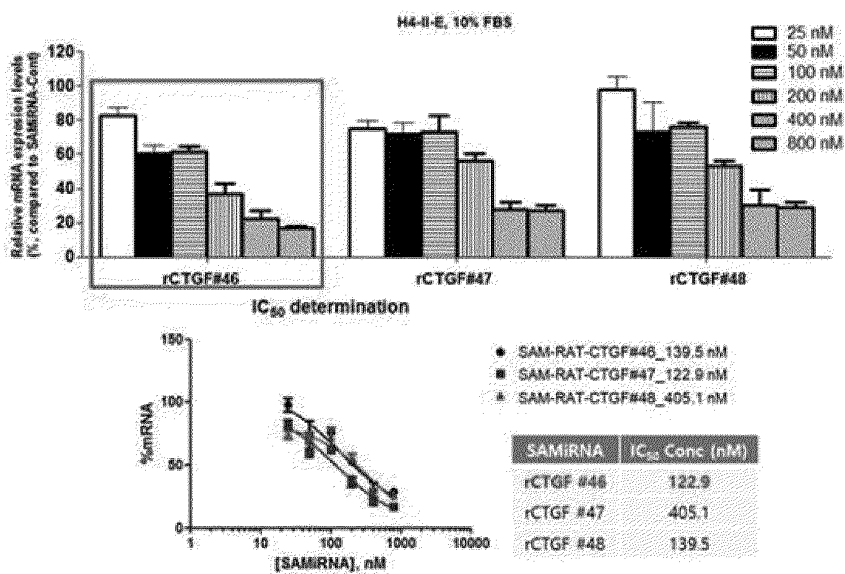 H4-II-E, 10% FBS
Relative mRNA expresion levels
(%, compared to SAMiRNA-Cont)
120
100
80
60
40
20
0
25 nM
50 nM
100 nM
200 nM
400 nM
800 nM
rCTGF#46
rCTGF#47
rCTGF#48
IC50 determination
%mRNA
150
100
50
0
1
10
100
1000
10000
[SAMiRNA], nM
SAM-RAT-CTGF#46_139.5 nM
SAM-RAT-CTGF#47_122.9 nM
SAM-RAT-CTGF#48_405.1 nM
SAMiRNA IC50 Conc (nM)
rCTGF #46 122.9
rCTGF #47 405.1
rCTGF #48 139.5